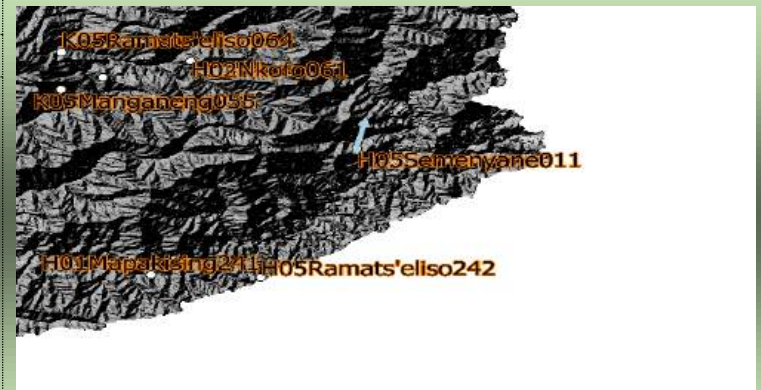 K05Ramats'eliso064
H02Nkoto061
K05Manganeng055
H05Semenyane011
H01Mapakising241
H05Ramats'eliso242